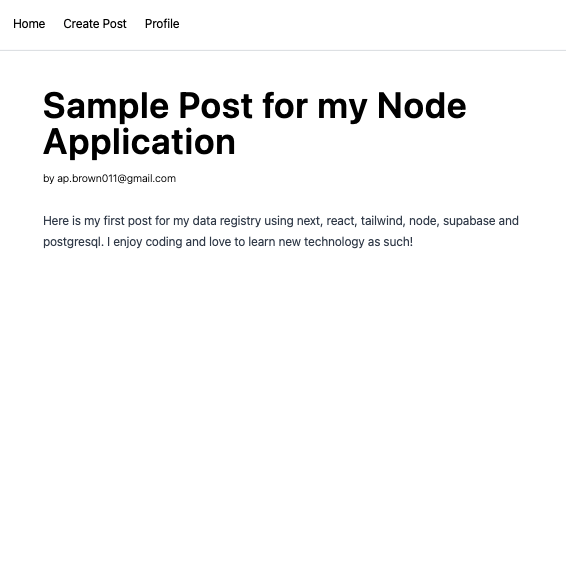 Home Create Post Profile
Sample Post for my Node
Application
by ap.brown011@gmail.com
Here is my first post for my data registry using next, react, tailwind, node, supabase and
postgresql. I enjoy coding and love to learn new technology as such!